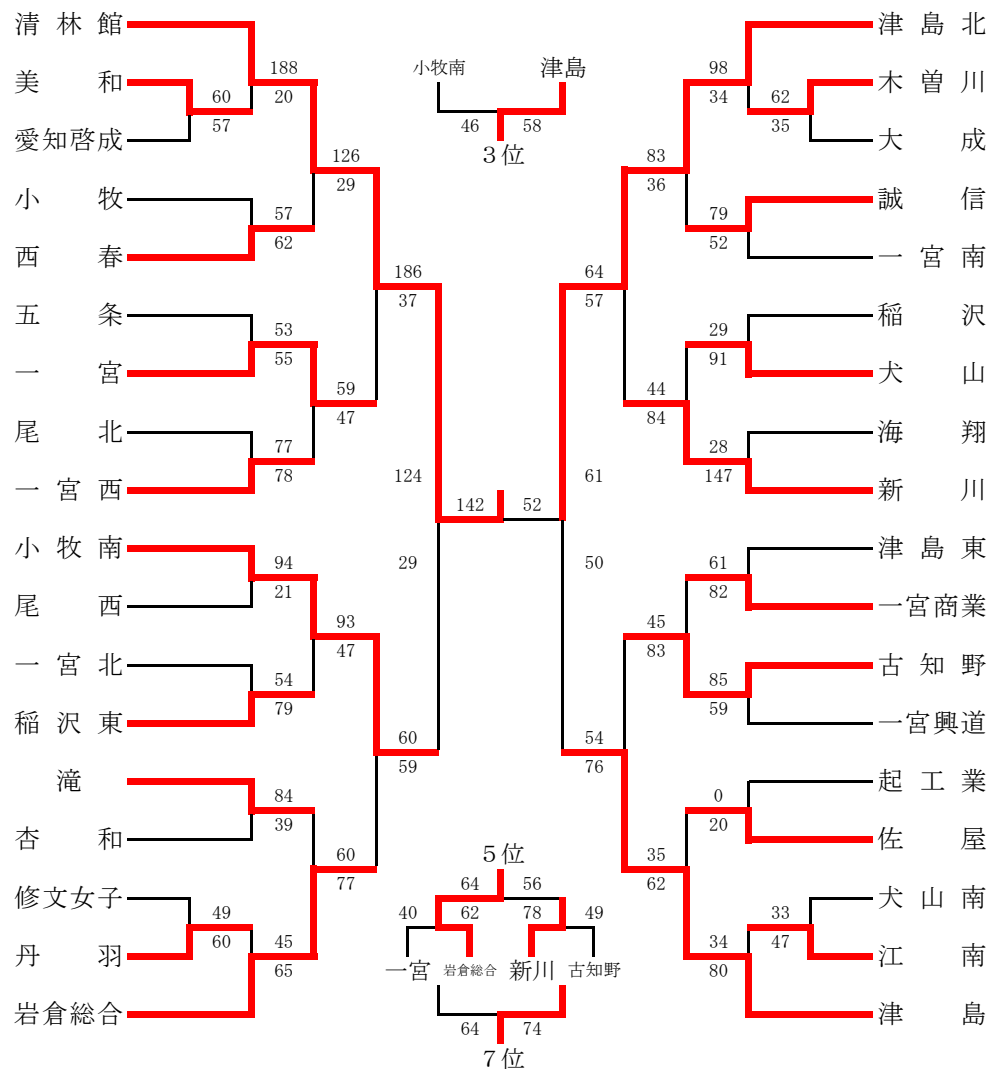 清林館
美和
愛知啓成
小牧
西春
五条
一宮
尾北
一宮西
小牧南
尾西
一宮北
稲沢東
滝
杏和
修文女子
丹羽
岩倉総合
60
57
188
20
57
62
53
55
77
78
94
21
54
79
84
39
49
60
45
65
126
29
59
47
93
47
60
77
186
37
60
59
124
29
142 52
61
50
小牧南 津島
46 58
３位
５位
64 56
40 62 78 49
一宮 岩倉総合 新川 古知野
64 74
７位
64
57
54
76
83
36
44
84
45
83
35
62
98
34
62
35
79
52
29
91
28
147
61
82
85
59
0
20
33
47
34
80
津島北
木曽川
大成
誠信
一宮南
稲沢
犬山
海翔
新川
津島東
一宮商業
古知野
一宮興道
起工業
佐屋
犬山南
江南
津島